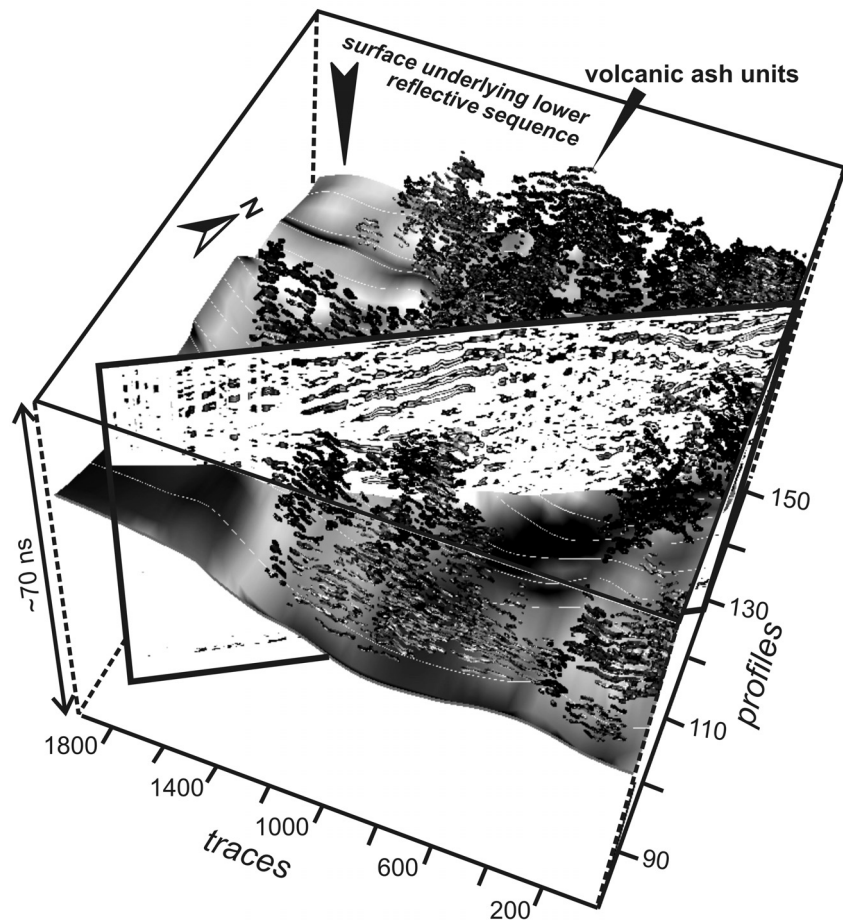 surface underlying lower
reflective sequence
volcanic ash units
N
~70 ns
150
130
110
90
profiles
1800
1400
1000
600
200
traces